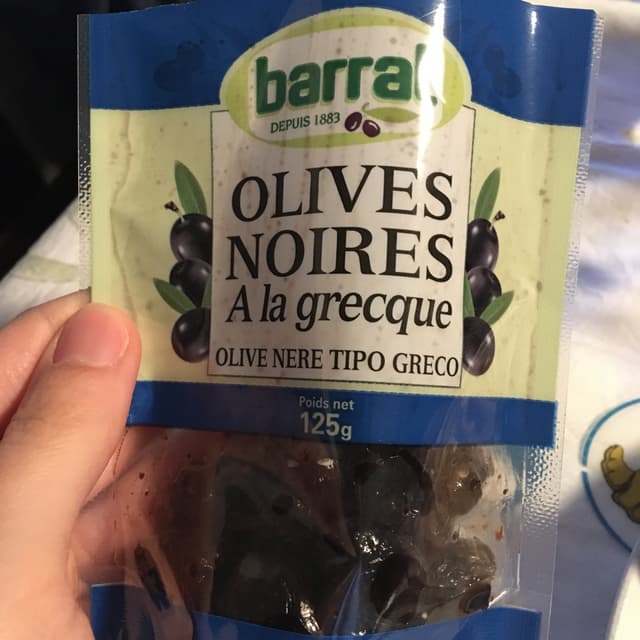 barral
DEPUIS 1883
OLIVES
NOIRES
A la grecque
OLIVE NERE TIPO GRECO
Poids net
125g